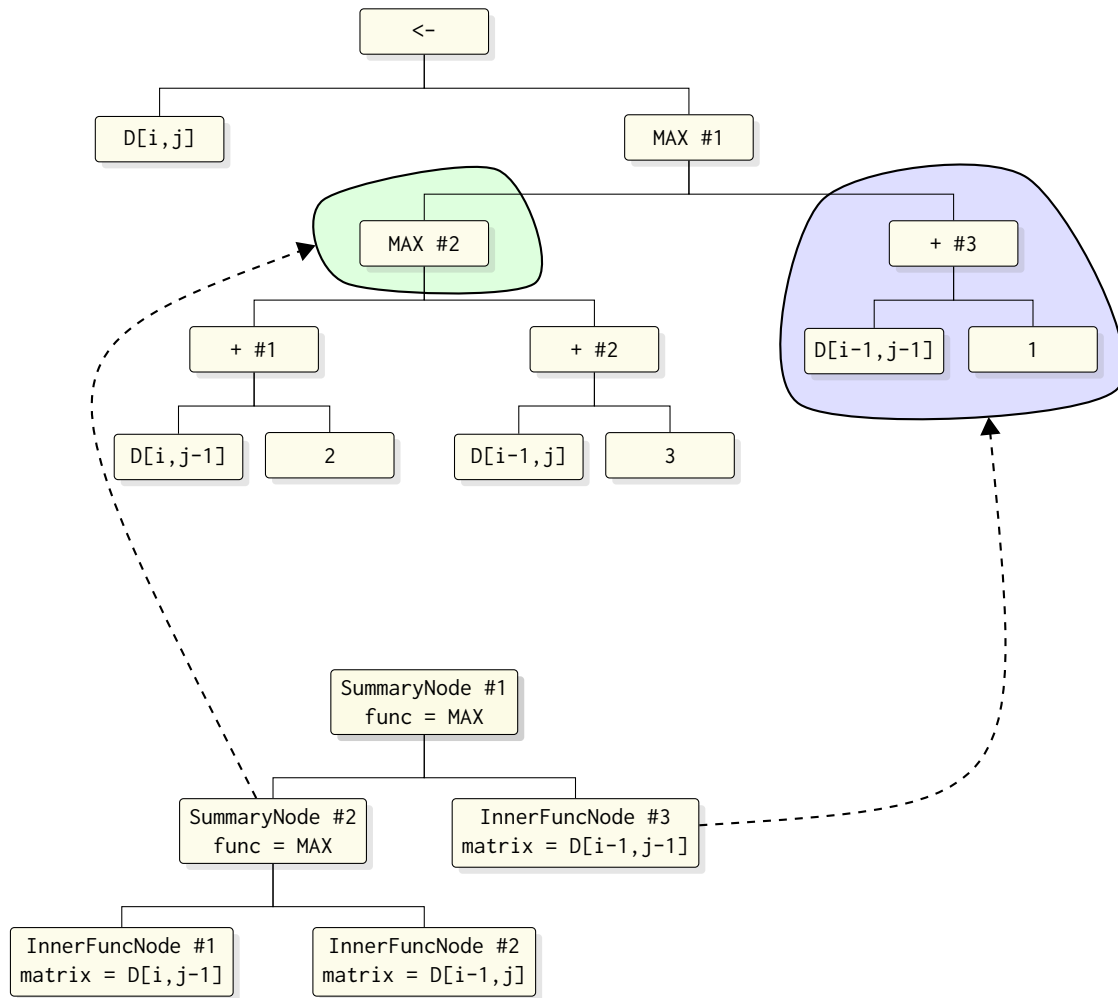 <-
D[i,j]
MAX #1
MAX #2
+ #3
+ #1
+ #2
D[i-1,j-1]
1
D[i,j-1]
2
D[i-1,j]
3
SummaryNode #1
func = MAX
SummaryNode #2
func = MAX
InnerFuncNode #3
matrix = D[i-1,j-1]
InnerFuncNode #1
matrix = D[i,j-1]
InnerFuncNode #2
matrix = D[i-1,j]